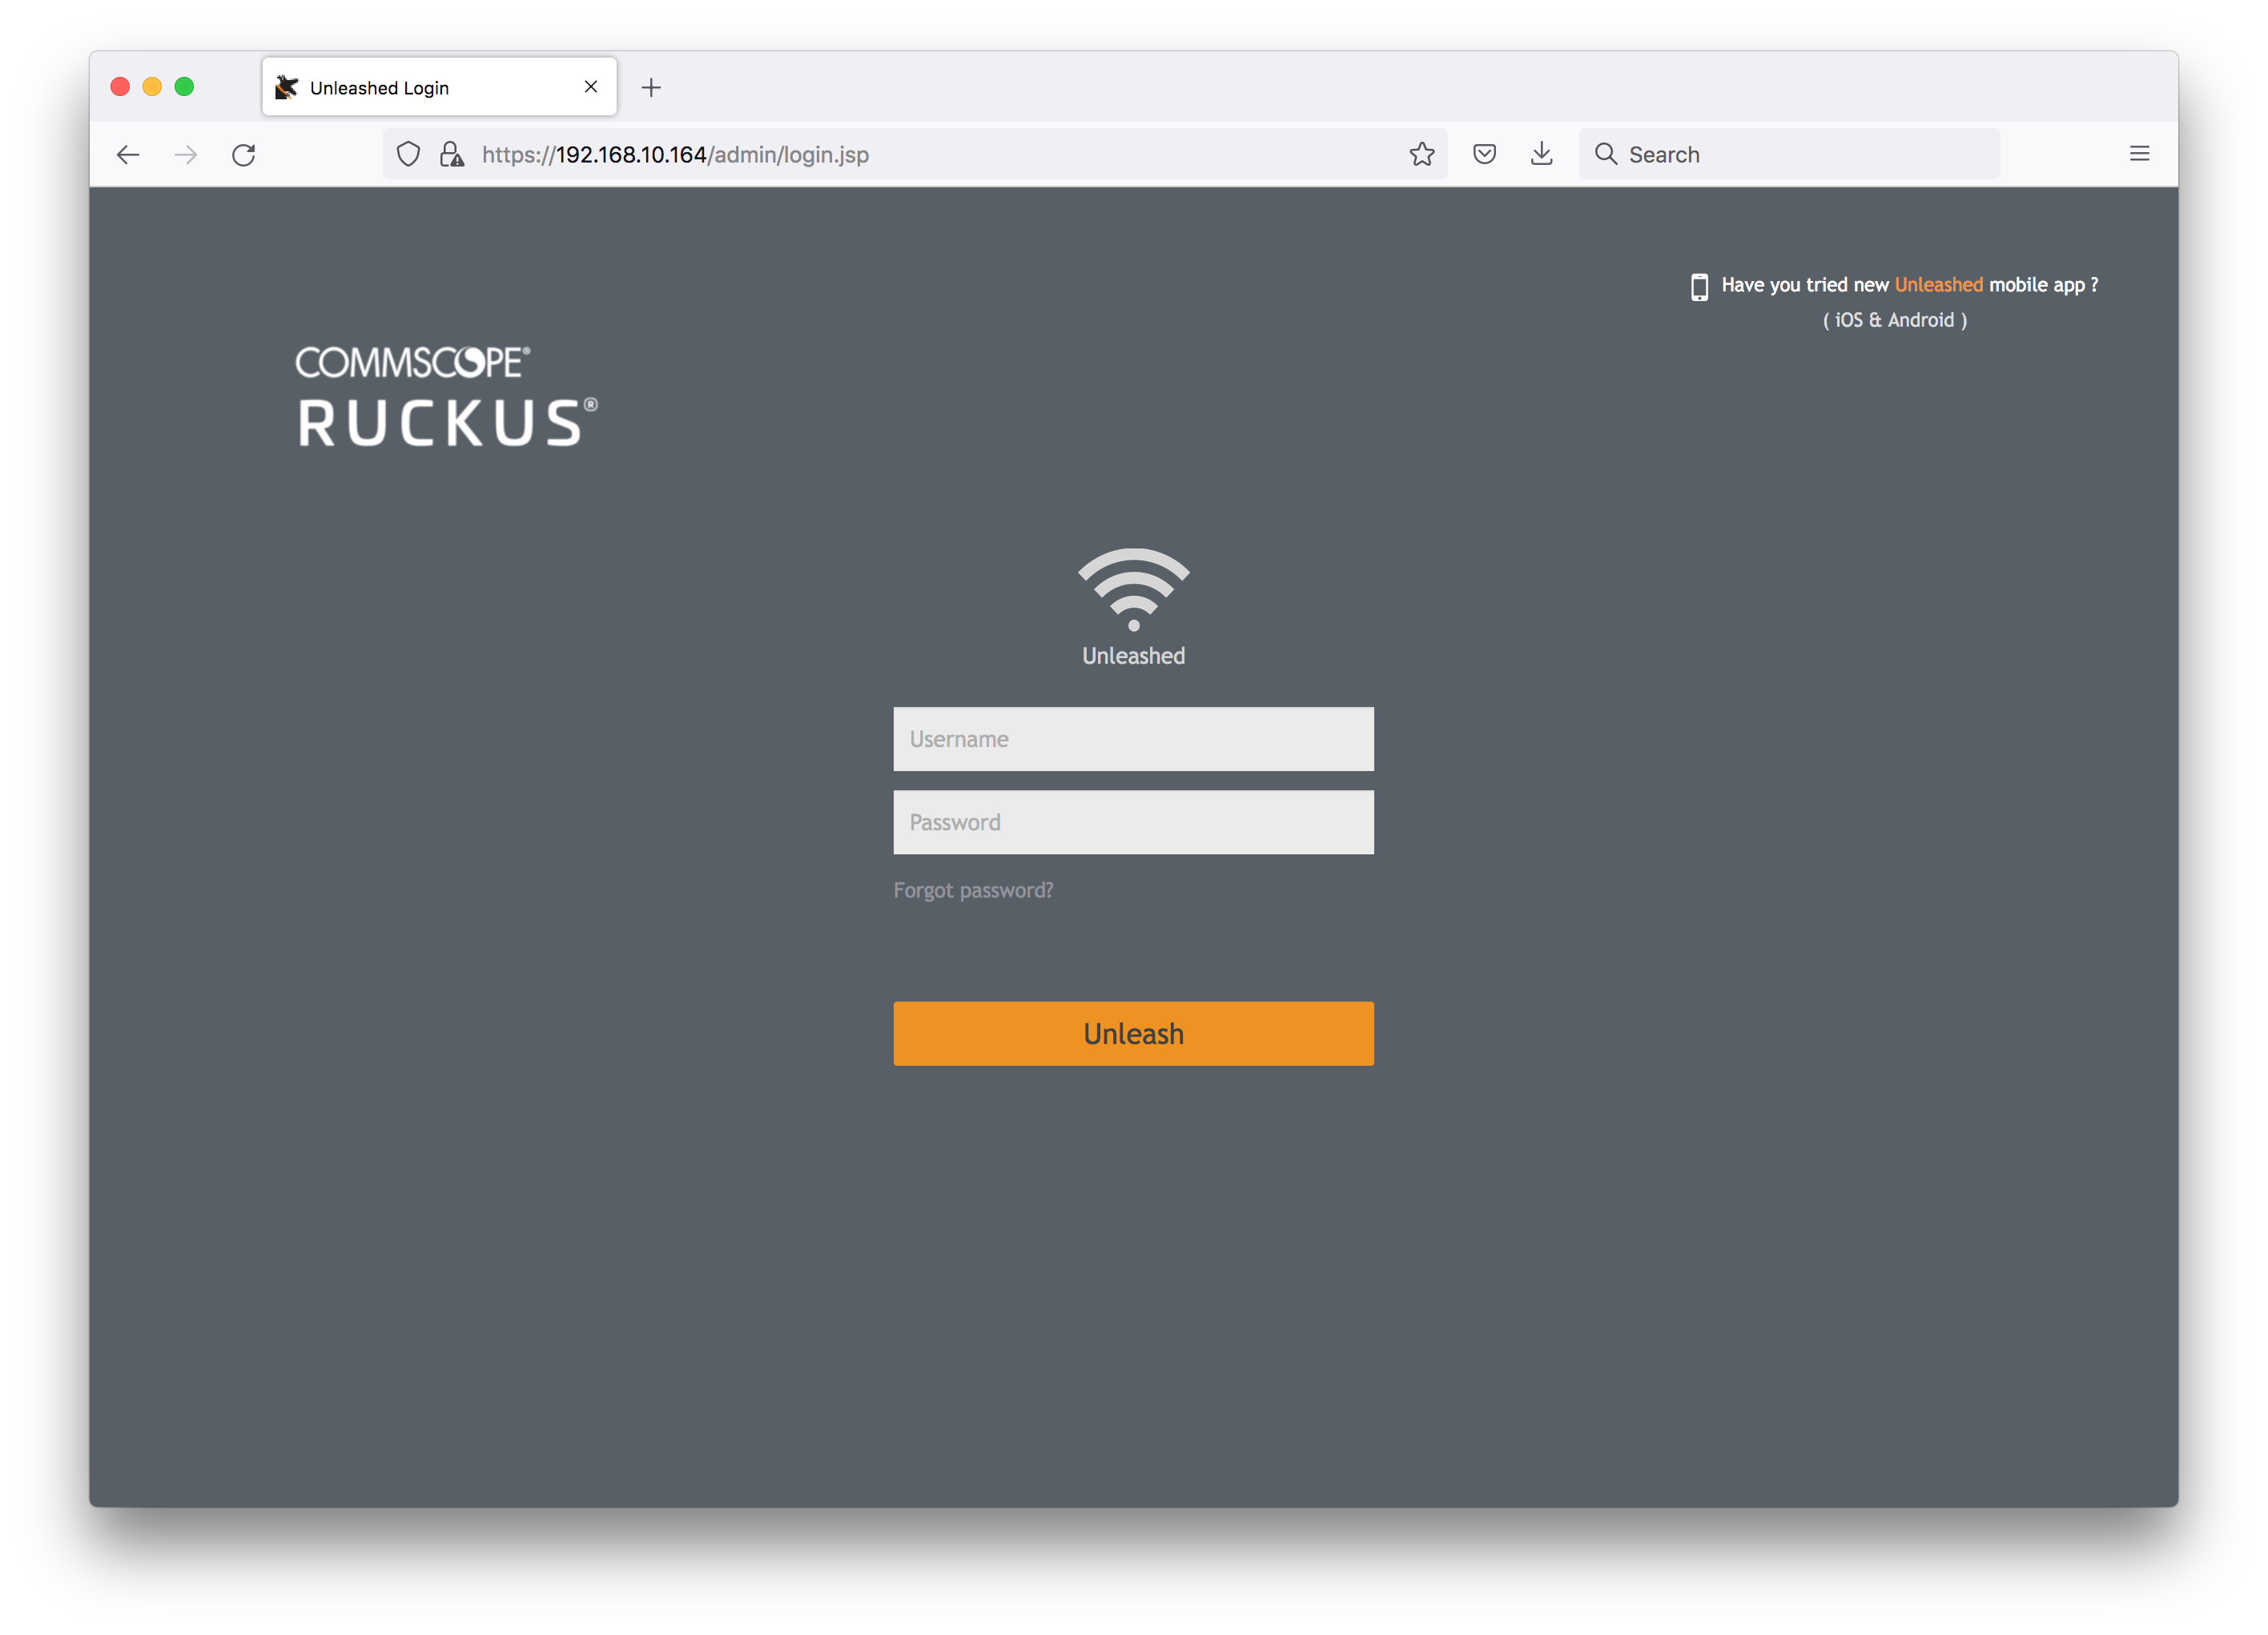 Unleashed Login
https://192.168.10.164/admin/login.jsp
Search
Have you tried new Unleashed mobile app ?
( iOS & Android )
COMMSCOPE®
RUCKUS®
Unleashed
Username
Password
Forgot password?
Unleash